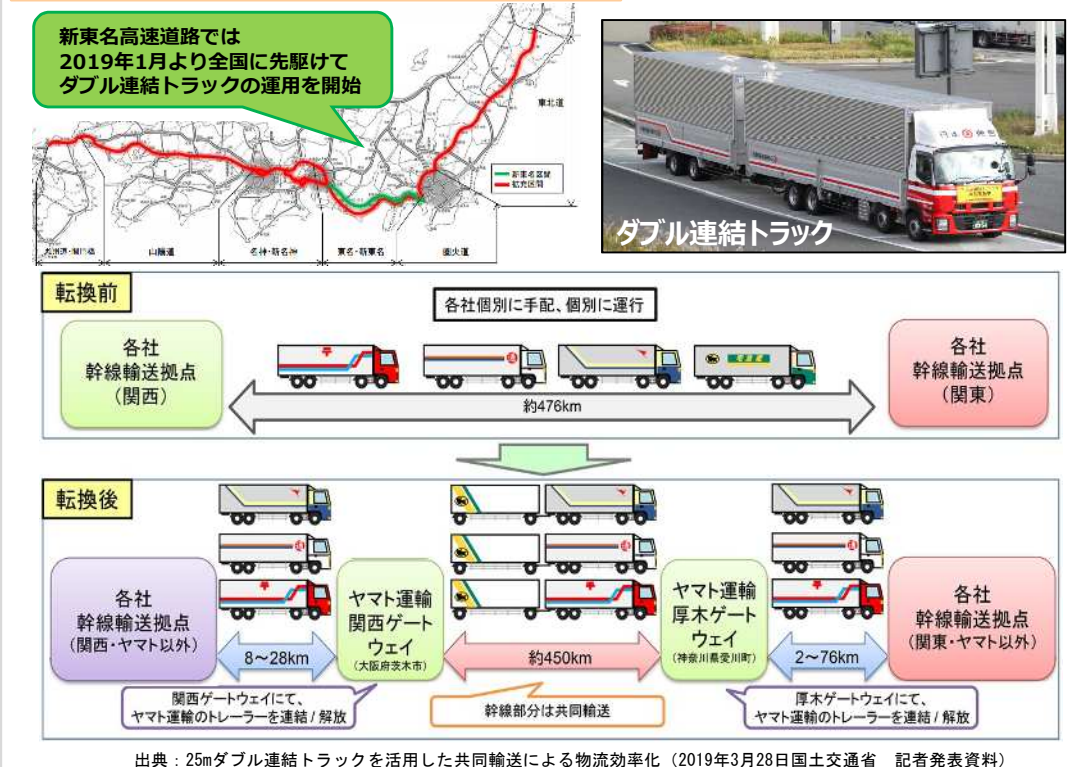 新東名高速道路では
2019年1月より全国に先駆けて
ダブル連結トラックの運用を開始
東北道
新東名区間
拡充区間
九州道・関門橋
山陽道
名神・新名神
東名・新東名
圏央道
ダブル連結トラック
転換前
各社個別に手配、個別に運行
各社
幹線輸送拠点
（関西）
約476km
各社
幹線輸送拠点
（関東）
転換後
各社
幹線輸送拠点
（関西・ヤマト以外）
8～28km
ヤマト運輸
関西ゲート
ウェイ
（大阪府茨木市）
約450km
ヤマト運輸
厚木ゲート
ウェイ
（神奈川県愛川町）
2～76km
各社
幹線輸送拠点
（関東・ヤマト以外）
関西ゲートウェイにて、
ヤマト運輸のトレーラーを連結/解放
幹線部分は共同輸送
厚木ゲートウェイにて、
ヤマト運輸のトレーラーを連結/解放
出典：25mダブル連結トラックを活用した共同輸送による物流効率化（2019年3月28日国土交通省　記者発表資料）